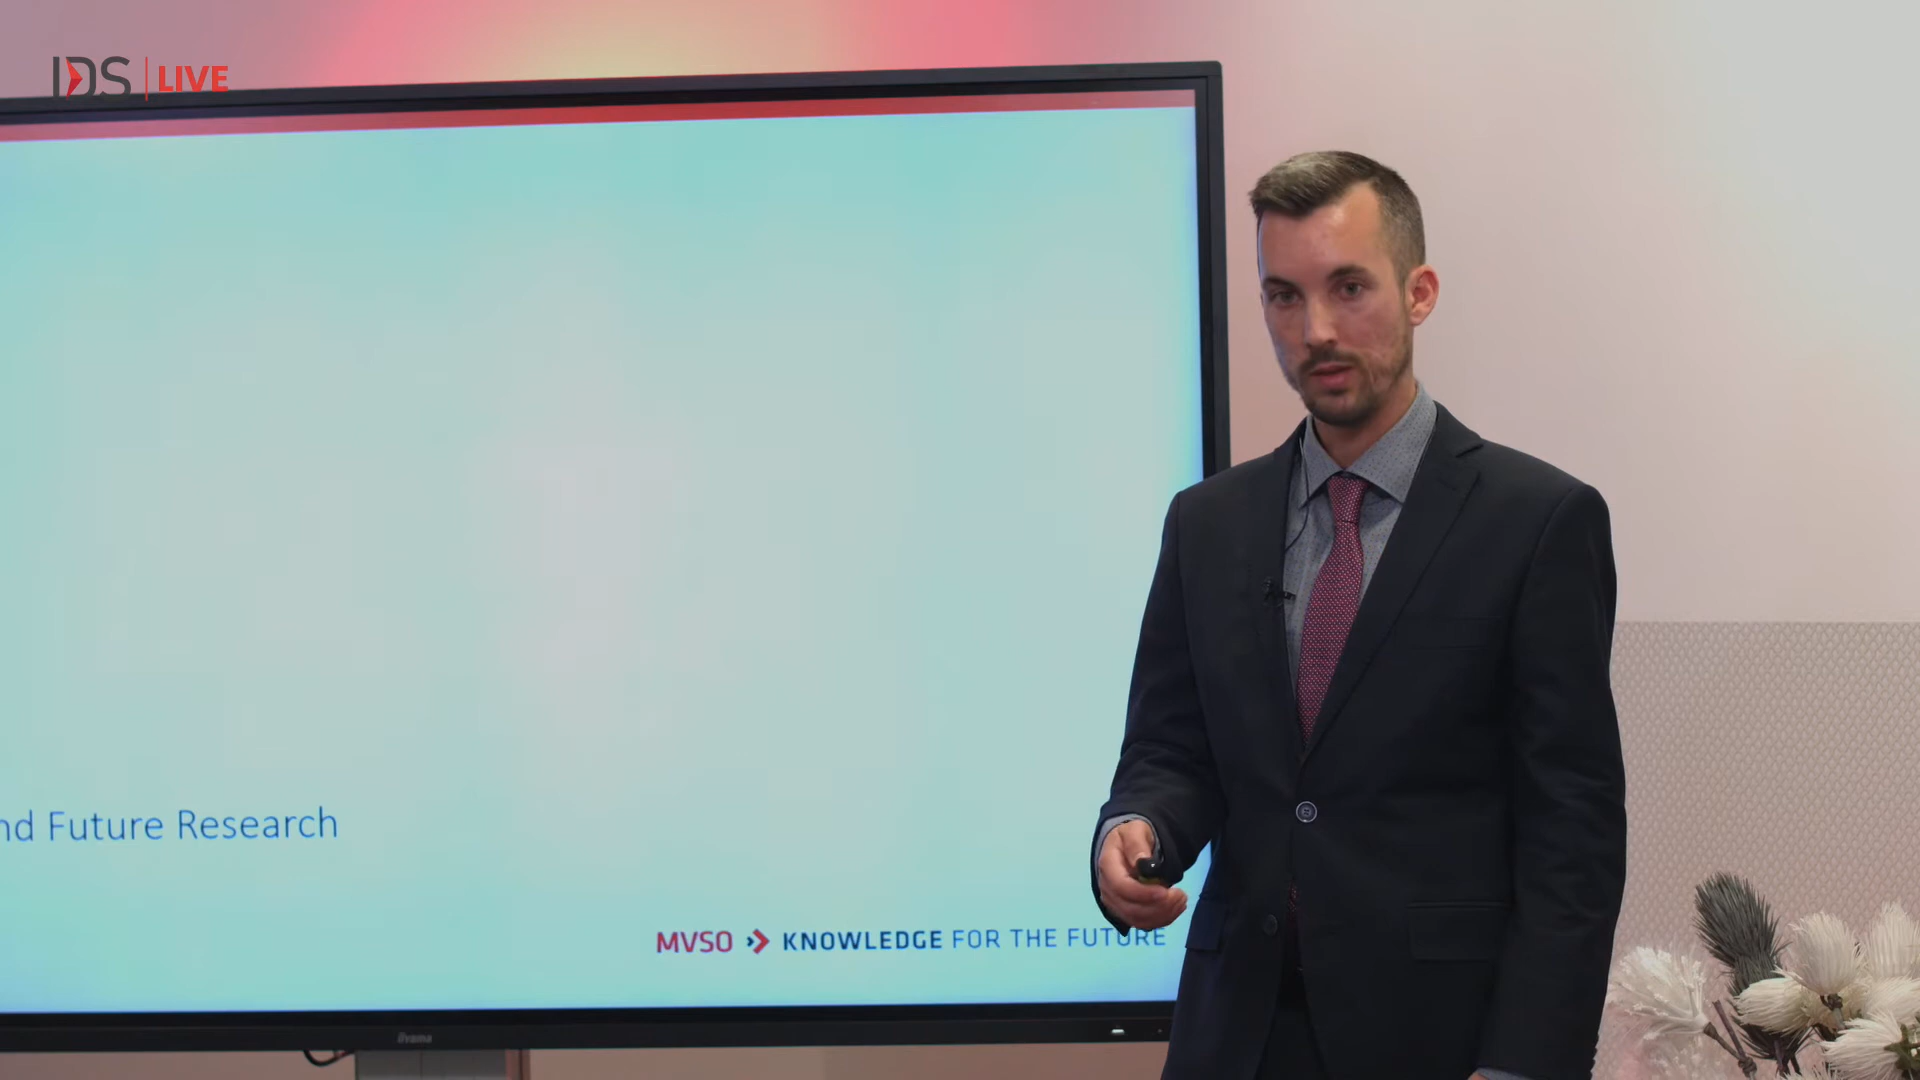 IDS | LIVE
nd Future Research
MVSO KNOWLEDGE FOR THE FUTURE
iiyama